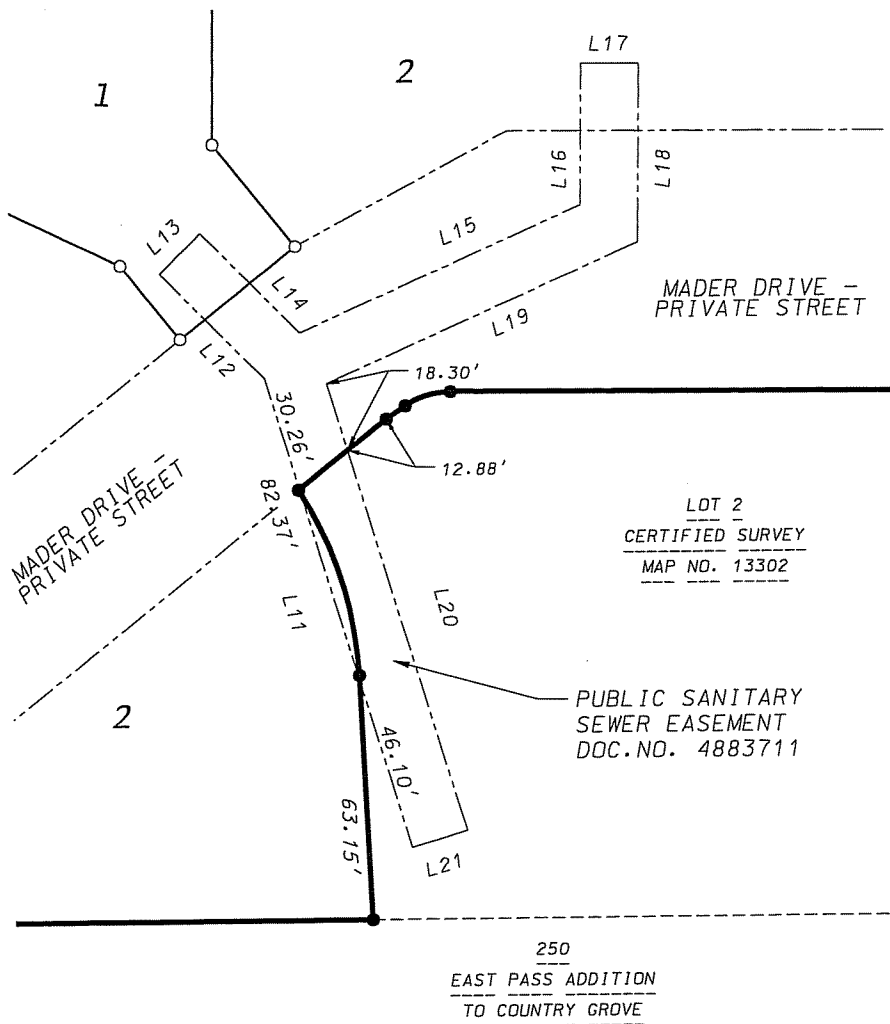 L17
2
1
L16
L18
L13
L15
L14
MADER DRIVE -
PRIVATE STREET
L19
L12
18.30'
30.26'
12.88'
82.37'
LOT 2
CERTIFIED SURVEY
MAP NO. 13302
MADER DRIVE -
PRIVATE STREET
L11
L20
PUBLIC SANITARY
SEWER EASEMENT
DOC.NO. 4883711
2
46.10'
63.15'
L21
250
EAST PASS ADDITION
TO COUNTRY GROVE